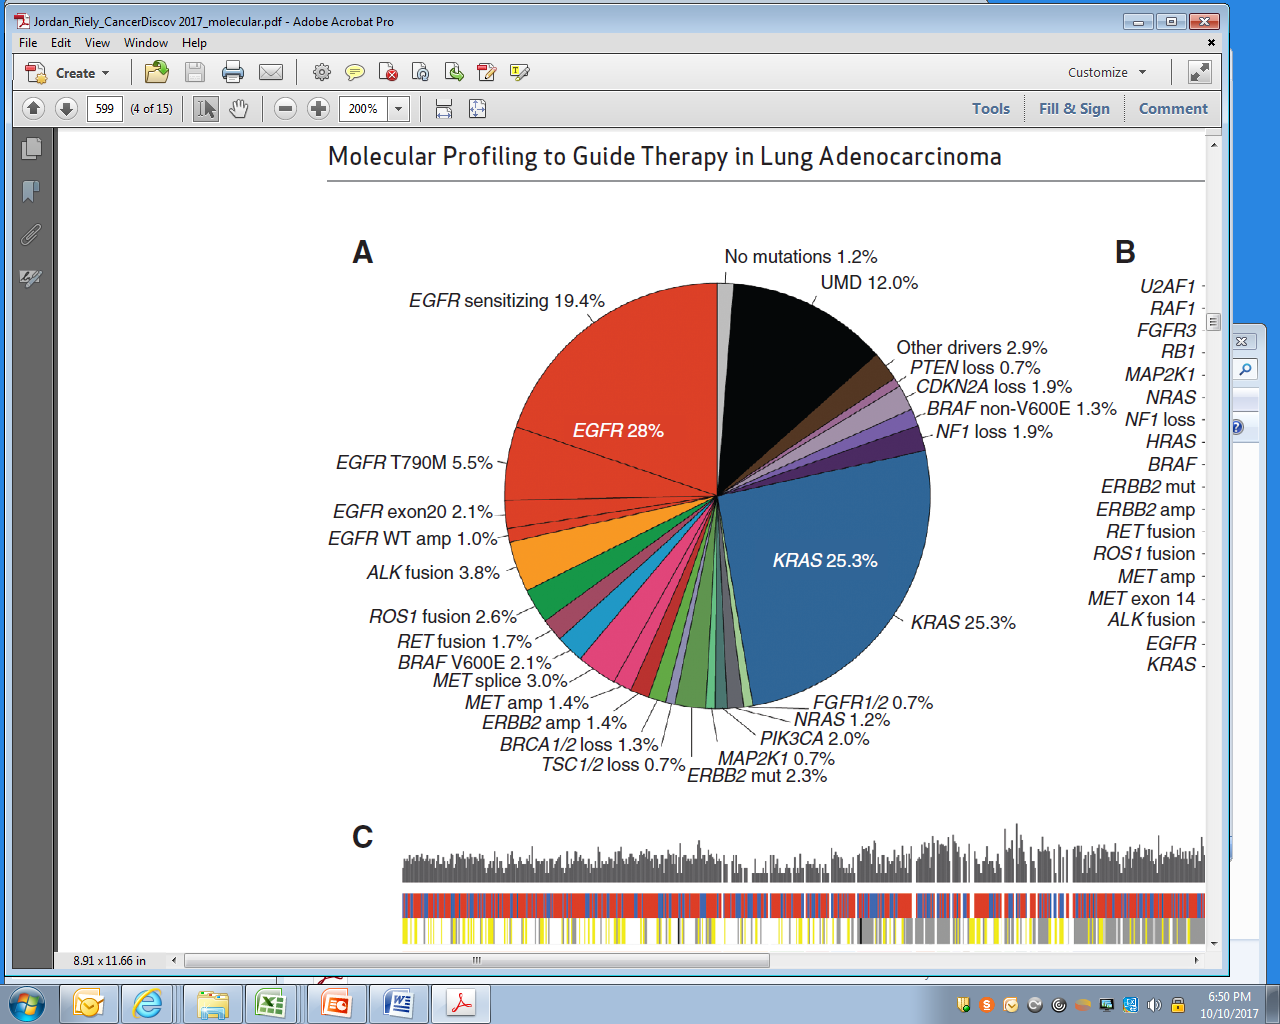 Jordan_Riely_CancerDiscov 2017_molecular.pdf - Adobe Acrobat Pro
File Edit View Window Help
Create Customize
599 (4 of 15) 200% Tools Fill & Sign Comment
Molecular Profiling to Guide Therapy in Lung Adenocarcinoma
A
No mutations 1.2%
UMD 12.0%
EGFR sensitizing 19.4%
Other drivers 2.9%
PTEN loss 0.7%
CDKN2A loss 1.9%
BRAF non-V600E 1.3%
NF1 loss 1.9%
EGFR 28%
EGFR T790M 5.5%
EGFR exon20 2.1%
EGFR WT amp 1.0%
ALK fusion 3.8%
KRAS 25.3%
ROS1 fusion 2.6%
KRAS 25.3%
RET fusion 1.7%
BRAF V600E 2.1%
MET splice 3.0%
MET amp 1.4%
ERBB2 amp 1.4%
BRCA1/2 loss 1.3%
TSC1/2 loss 0.7%
FGFR1/2 0.7%
NRAS 1.2%
PIK3CA 2.0%
MAP2K1 0.7%
ERBB2 mut 2.3%
B
U2AF1
RAF1
FGFR3
RB1
MAP2K1
NRAS
NF1 loss
HRAS
BRAF
ERBB2 mut
ERBB2 amp
RET fusion
ROS1 fusion
MET amp
MET exon 14
ALK fusion
EGFR
KRAS
C
8.91 x 11.66 in
6:50 PM
10/10/2017